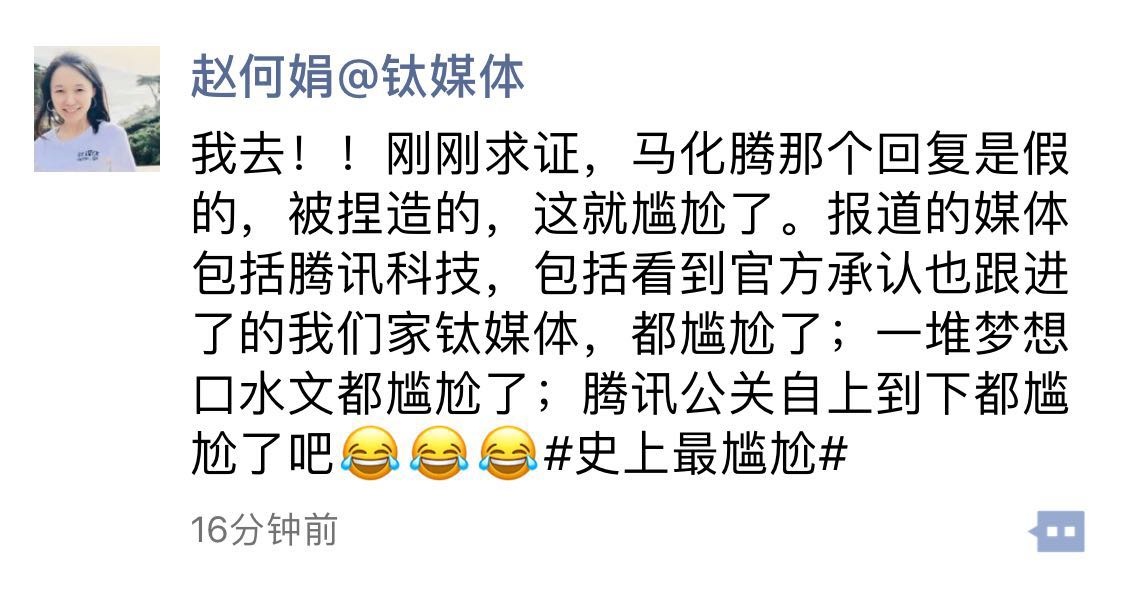 赵何娟@钛媒体
我去！！刚刚求证，马化腾那个回复是假
的，被捏造的，这就尴尬了。报道的媒体
包括腾讯科技，包括看到官方承认也跟进
了的我们家钛媒体，都尴尬了；一堆梦想
口水文都尴尬了；腾讯公关自上到下都尴
尬了吧😂😂😂#史上最尴尬#
16分钟前